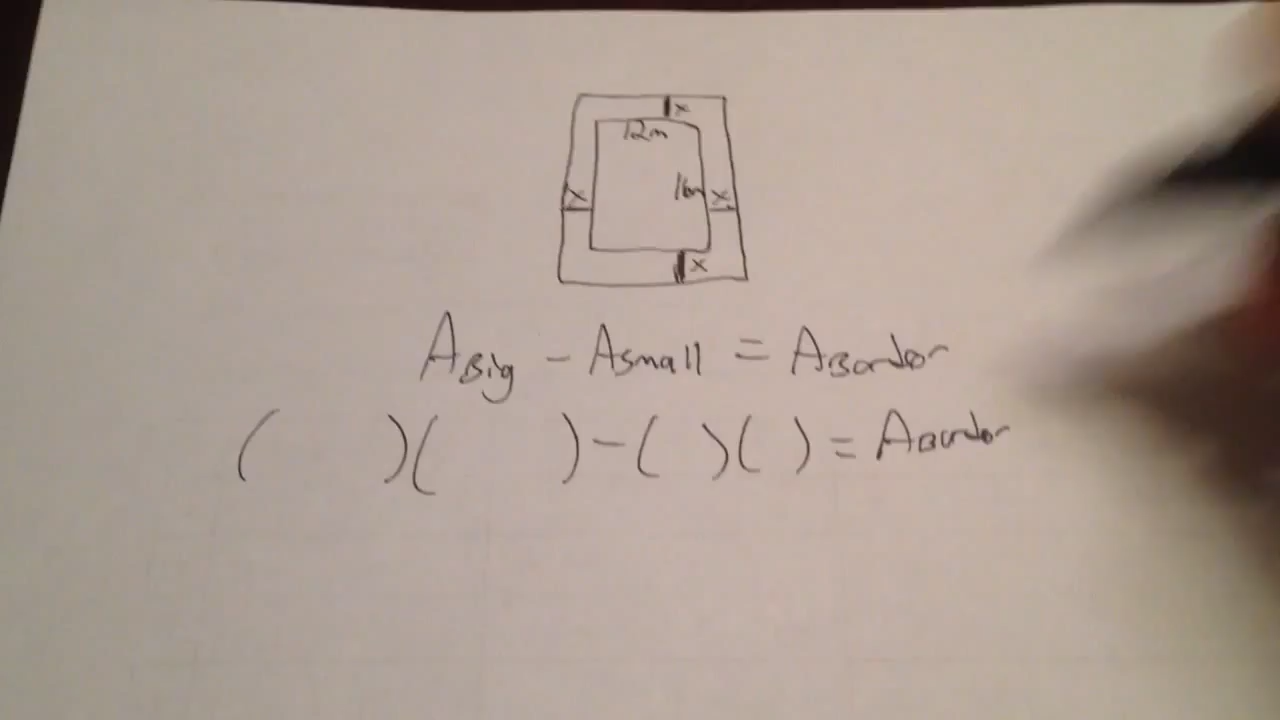 x
12m
x 16m x
x
ABig - Asmall = ABorder
( )( ) - ( )( ) = ABorder